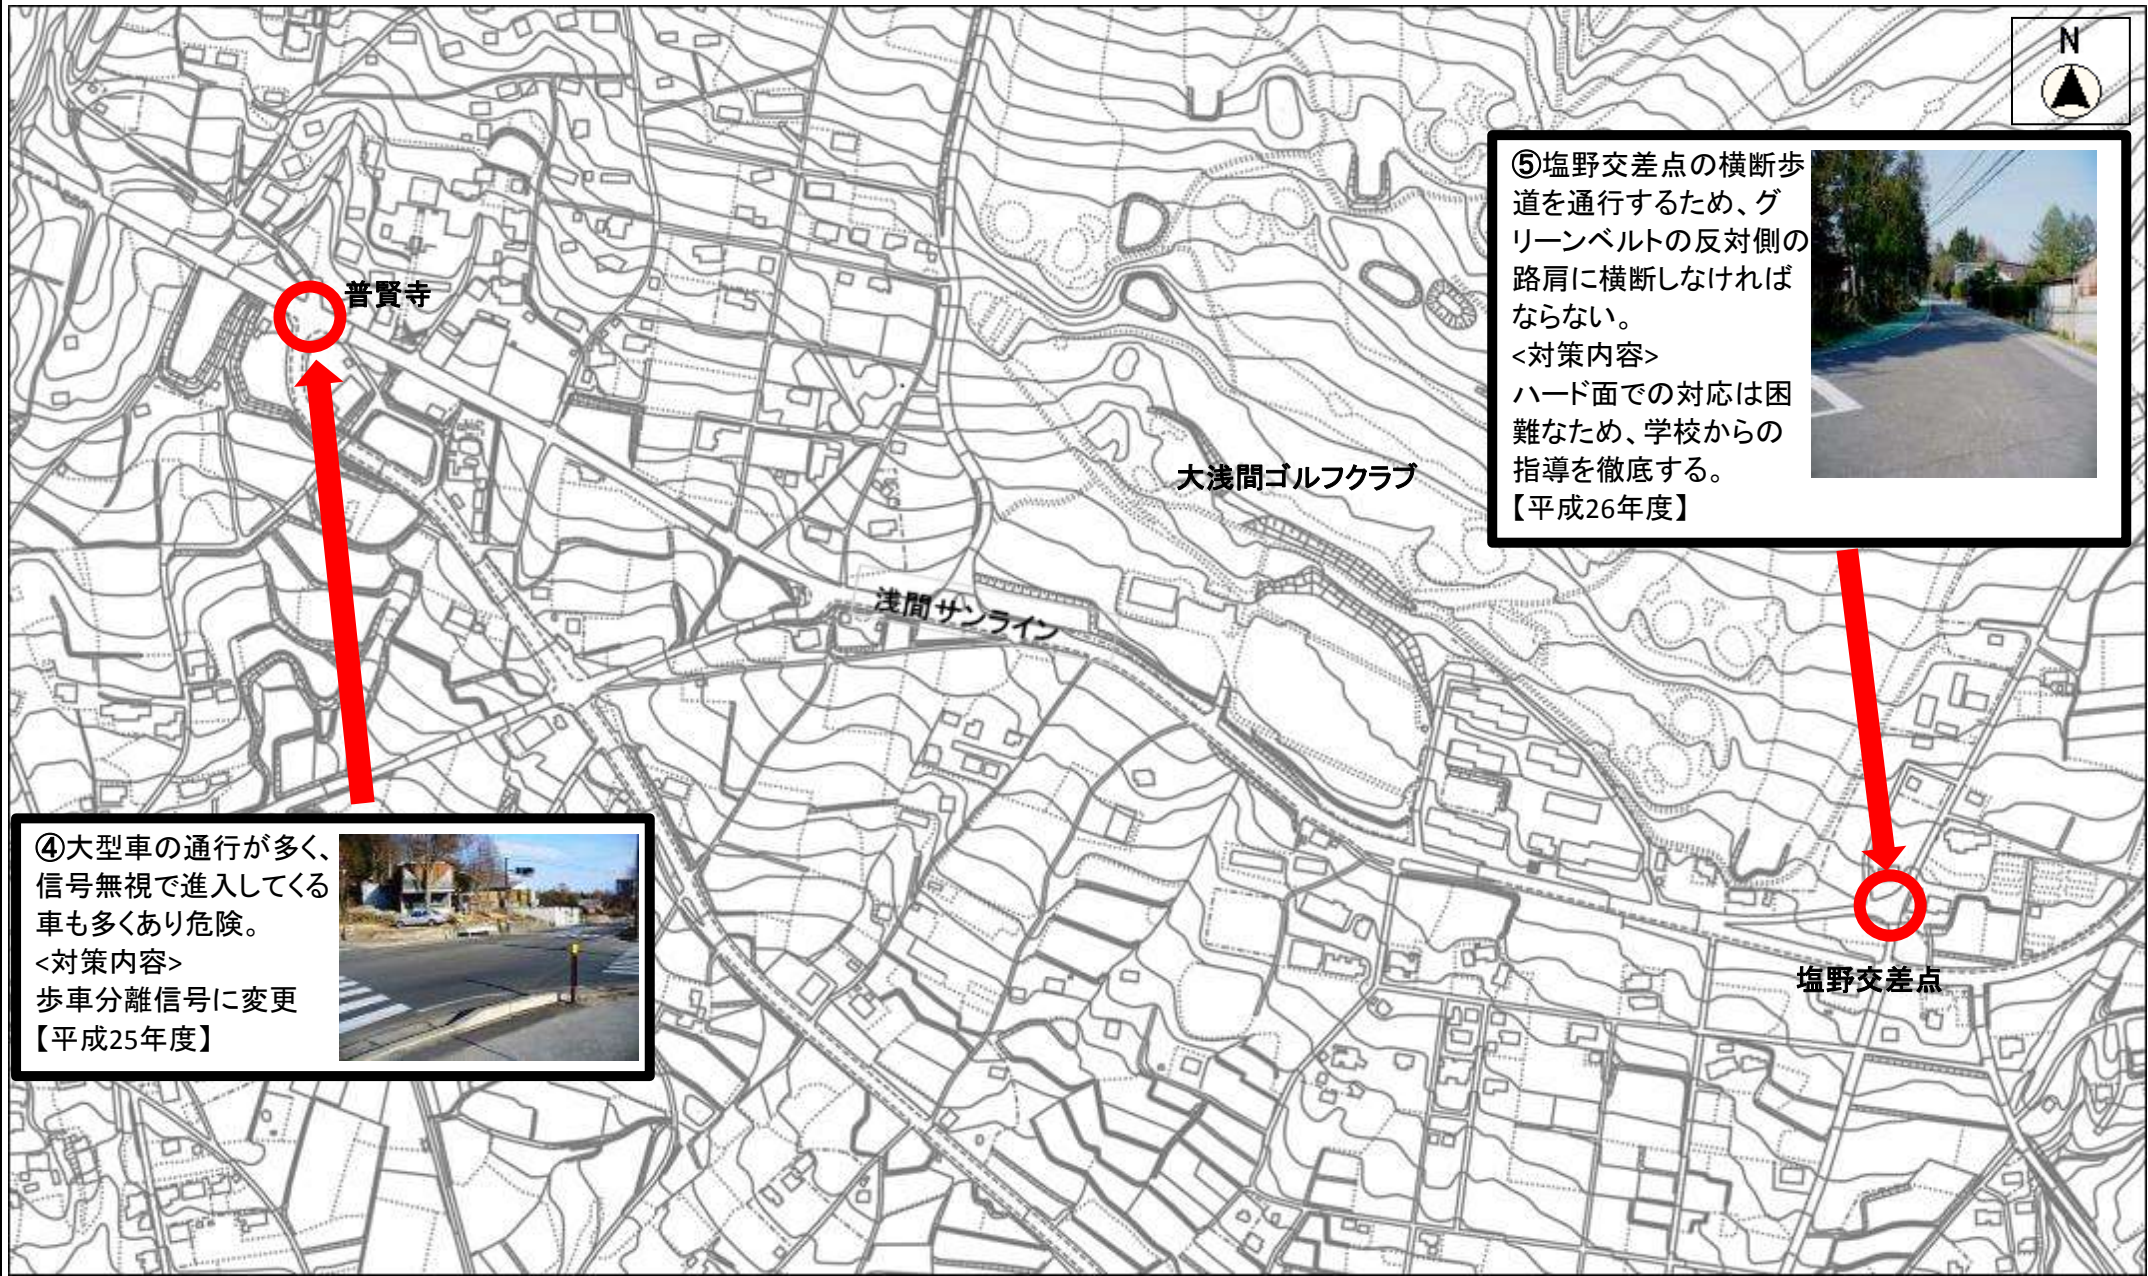 N
⑤塩野交差点の横断歩
道を通行するため、グ
リーンベルトの反対側の
路肩に横断しなければ
ならない。
<対策内容>
ハード面での対応は困
難なため、学校からの
指導を徹底する。
【平成26年度】
普賢寺
大浅間ゴルフクラブ
浅間サンライン
④大型車の通行が多く、
信号無視で進入してくる
車も多くあり危険。
<対策内容>
歩車分離信号に変更
【平成25年度】
塩野交差点